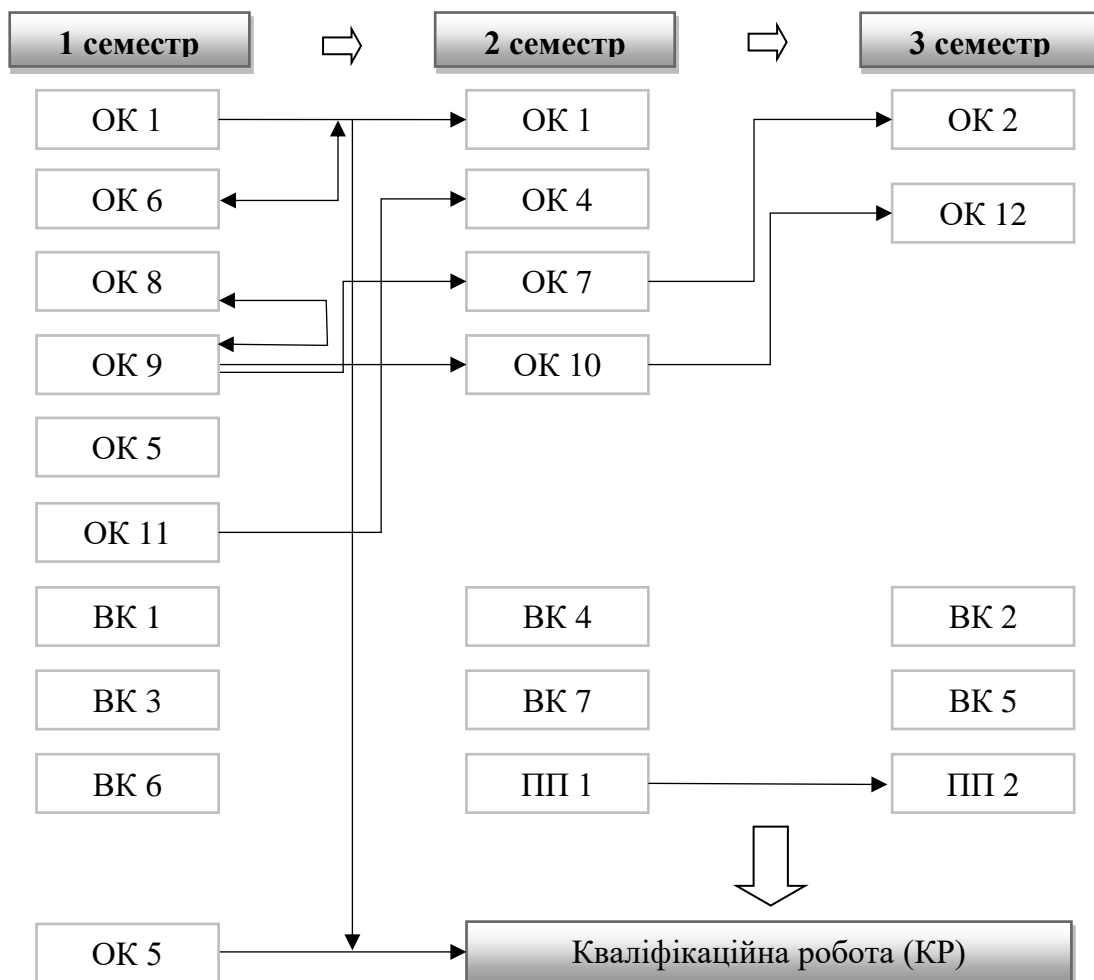 1 семестр
2 семестр
3 семестр
ОК 1
ОК 1
ОК 2
ОК 6
ОК 4
ОК 12
ОК 8
ОК 7
ОК 9
ОК 10
ОК 5
ОК 11
ВК 1
ВК 4
ВК 2
ВК 3
ВК 7
ВК 5
ВК 6
ПП 1
ПП 2
ОК 5
Кваліфікаційна робота (КР)